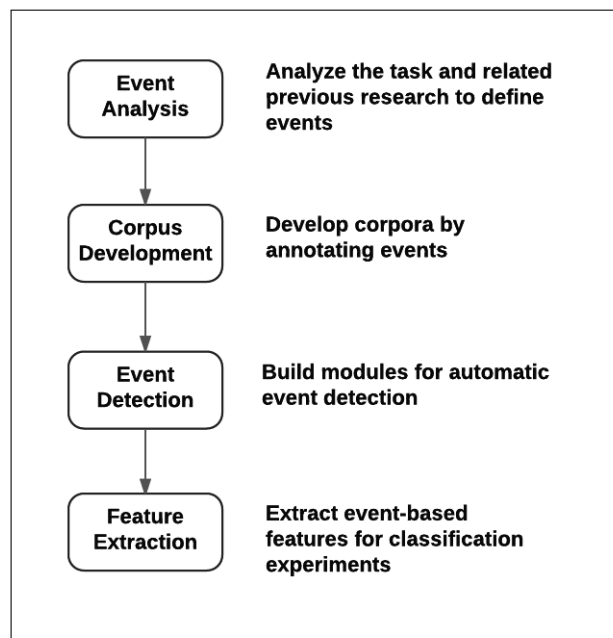 Event
Analysis
Analyze the task and related
previous research to define
events
Corpus
Development
Develop corpora by
annotating events
Event
Detection
Build modules for automatic
event detection
Feature
Extraction
Extract event-based
features for classification
experiments